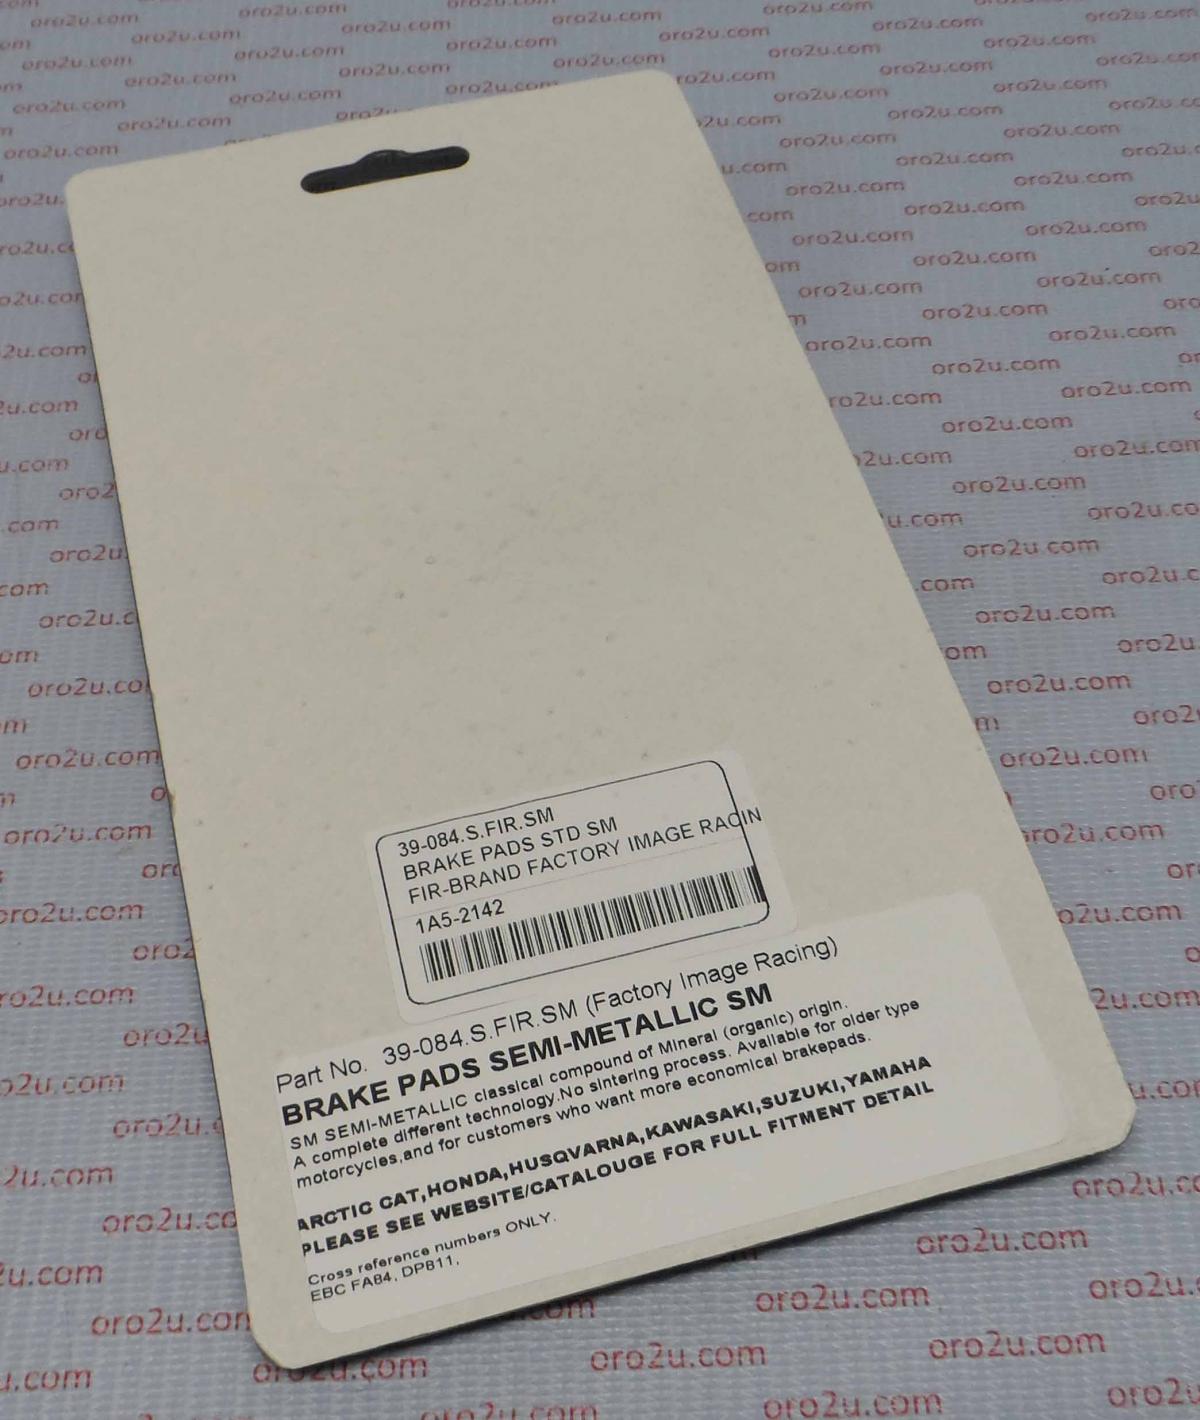 39-084.S.FIR.SM
BRAKE PADS STD SM
FIR-BRAND FACTORY IMAGE RACIN
1A5-2142
Part No. 39-084.S.FIR.SM (Factory Image Racing)
BRAKE PADS SEMI-METALLIC SM
SM SEMI-METALLIC classical compound of Mineral (organic) origin.
A complete different technology.No sintering process. Available for older type
motorcycles,and for customers who want more economical brakepads.
ARCTIC CAT,HONDA,HUSQVARNA,KAWASAKI,SUZUKI,YAMAHA
PLEASE SEE WEBSITE/CATALOUGE FOR FULL FITMENT DETAIL
Cross reference numbers ONLY.
EBC FA84, DP811,
oro2u.com